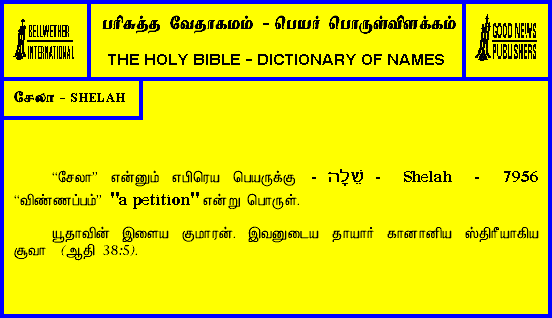 BELLWETHER
INTERNATIONAL
பரிசுத்த வேதாகமம் - பெயர் பொருள்விளக்கம்
THE HOLY BIBLE - DICTIONARY OF NAMES
GOOD NEWS
PUBLISHERS
சேலா - SHELAH
“சேலா” என்னும் எபிரெய பெயருக்கு - שֵׁלָה - Shelah - 7956
“விண்ணப்பம்” "a petition" என்று பொருள்.
யூதாவின் இளைய குமாரன். இவனுடைய தாயார் கானானிய ஸ்திரீயாகிய
சூவா (ஆதி 38:5).